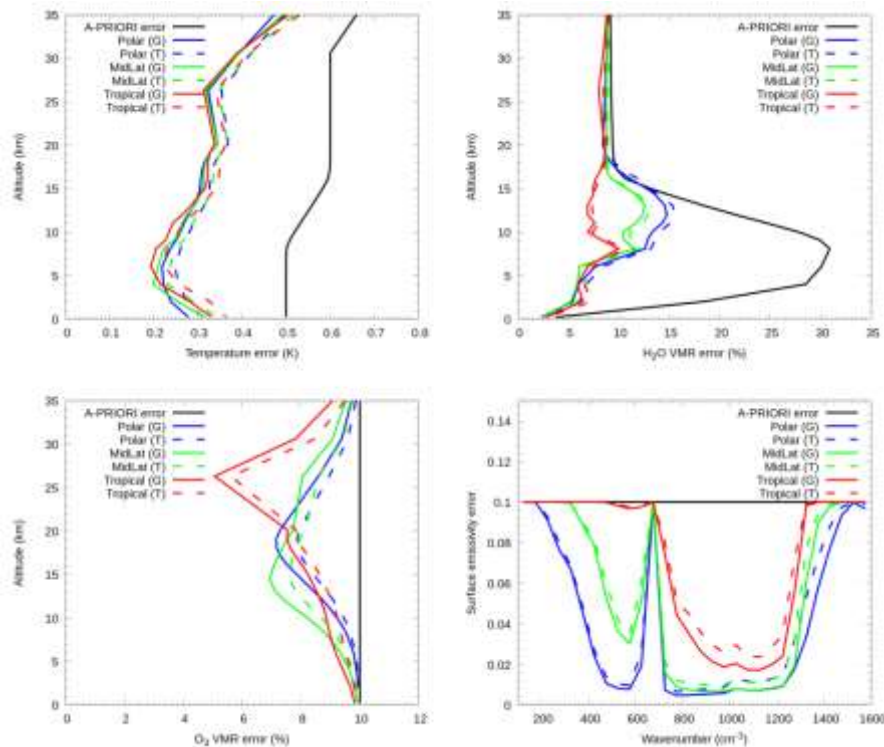 A-PRIORI error
Polar (G)
Polar (T)
MidLat (G)
MidLat (T)
Tropical (G)
Tropical (T)
35
30
25
20
15
10
5
0
Altitude (km)
0 0.1 0.2 0.3 0.4 0.5 0.6 0.7 0.8
Temperature error (K)
A-PRIORI error
Polar (G)
Polar (T)
MidLat (G)
MidLat (T)
Tropical (G)
Tropical (T)
35
30
25
20
15
10
5
0
Altitude (km)
0 5 10 15 20 25 30 35
H₂O VMR error (%)
A-PRIORI error
Polar (G)
Polar (T)
MidLat (G)
MidLat (T)
Tropical (G)
Tropical (T)
35
30
25
20
15
10
5
0
Altitude (km)
0 2 4 6 8 10 12
O₃ VMR error (%)
A-PRIORI error
Polar (G)
Polar (T)
MidLat (G)
MidLat (T)
Tropical (G)
Tropical (T)
0.14
0.12
0.1
0.08
0.06
0.04
0.02
0
Surface emissivity error
200 400 600 800 1000 1200 1400 1600
Wavenumber (cm⁻¹)